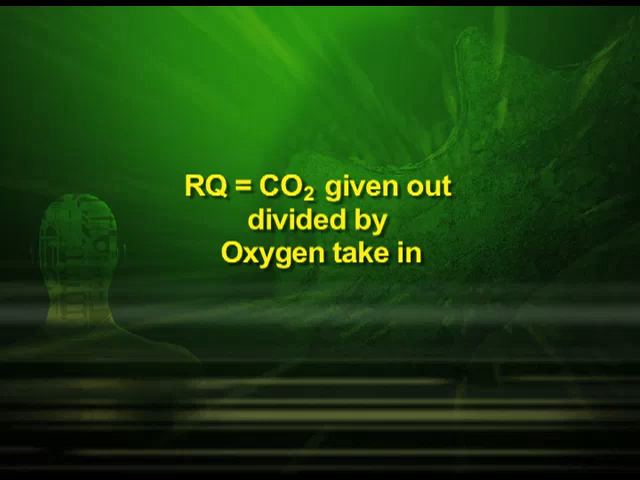 RQ = CO₂ given out
divided by
Oxygen take in